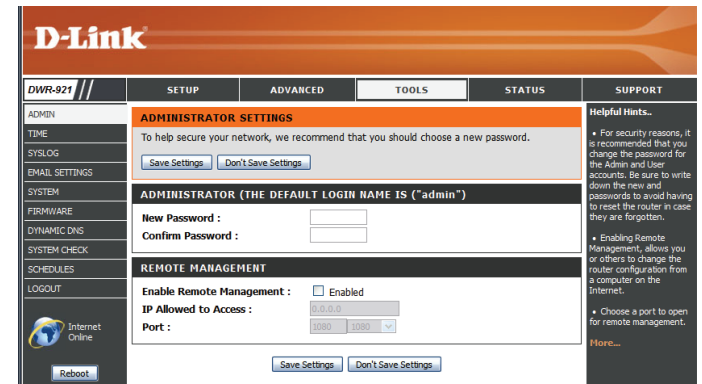 D-Link
DWR-921
SETUP
ADVANCED
TOOLS
STATUS
SUPPORT
ADMIN
TIME
SYSLOG
EMAIL SETTINGS
SYSTEM
FIRMWARE
DYNAMIC DNS
SYSTEM CHECK
SCHEDULES
LOGOUT
Internet
Online
Reboot
ADMINISTRATOR SETTINGS
To help secure your network, we recommend that you should choose a new password.
Save Settings Don't Save Settings
ADMINISTRATOR (THE DEFAULT LOGIN NAME IS ("admin")
New Password :
Confirm Password :
REMOTE MANAGEMENT
Enable Remote Management : Enabled
IP Allowed to Access : 0.0.0.0
Port : 1080 1080
Save Settings Don't Save Settings
Helpful Hints..
• For security reasons, it
is recommended that you
change the password for
the Admin and User
accounts. Be sure to write
down the new and
passwords to avoid having
to reset the router in case
they are forgotten.
• Enabling Remote
Management, allows you
or others to change the
router configuration from
a computer on the
Internet.
• Choose a port to open
for remote management.
More...